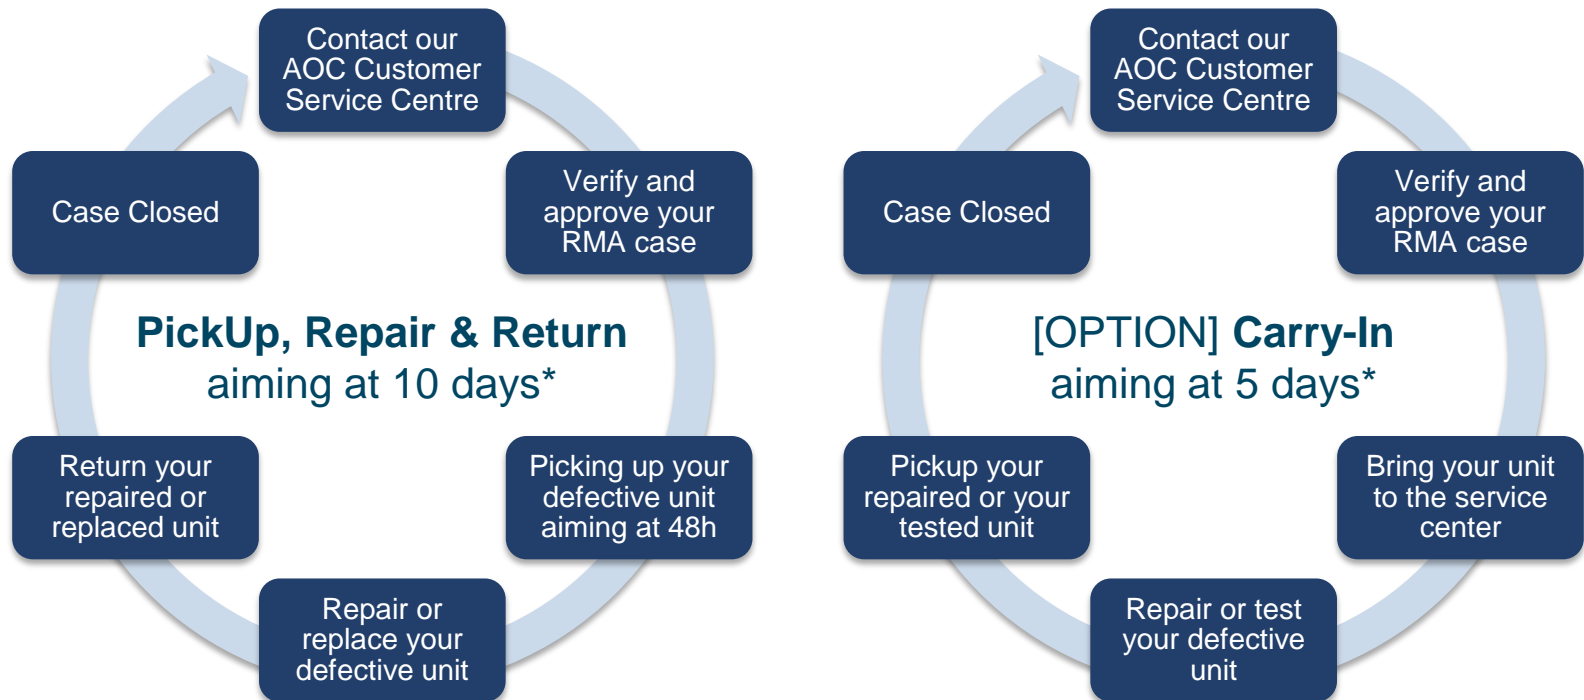 Contact our
AOC Customer
Service Centre
Verify and
approve your
RMA case
Picking up your
defective unit
aiming at 48h
Repair or
replace your
defective unit
Return your
repaired or
replaced unit
Case Closed
PickUp, Repair & Return
aiming at 10 days*
Contact our
AOC Customer
Service Centre
Verify and
approve your
RMA case
Bring your unit
to the service
center
Repair or test
your defective
unit
Pickup your
repaired or your
tested unit
Case Closed
[OPTION] Carry-In
aiming at 5 days*